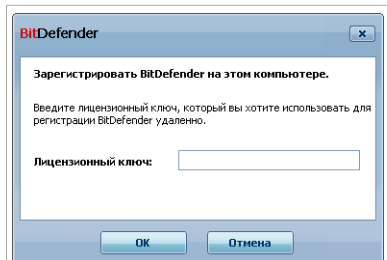 BitDefender
Зарегистрировать BitDefender на этом компьютере.
Введите лицензионный ключ, который вы хотите использовать для
регистрации BitDefender удаленно.
Лицензионный ключ:
OK
Отмена